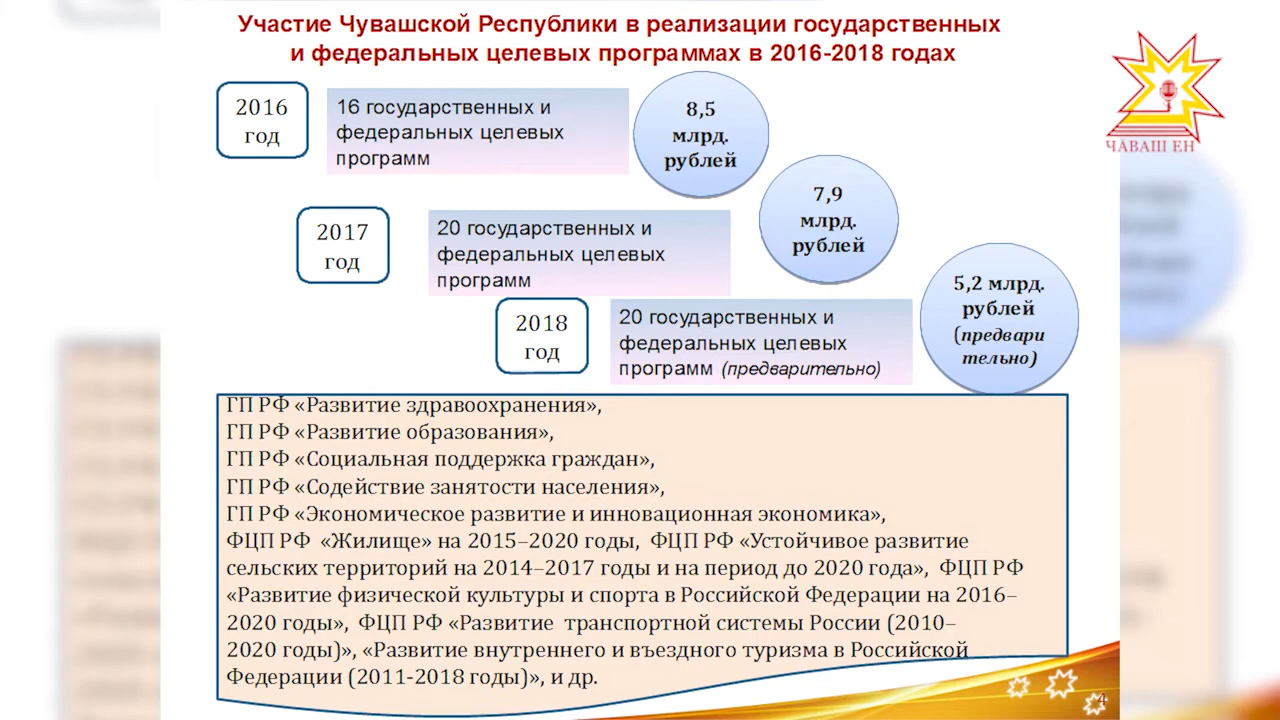 Участие Чувашской Республики в реализации государственных
и федеральных целевых программах в 2016-2018 годах
2016
год
16 государственных и
федеральных целевых
программ
8,5
млрд.
рублей
2017
год
20 государственных и
федеральных целевых
программ
7,9
млрд.
рублей
2018
год
20 государственных и
федеральных целевых
программ (предварительно)
5,2 млрд.
рублей
(предвари
тельно)
ЧӐВАШ ЕН
ГП РФ «Развитие здравоохранения»,
ГП РФ «Развитие образования»,
ГП РФ «Социальная поддержка граждан»,
ГП РФ «Содействие занятости населения»,
ГП РФ «Экономическое развитие и инновационная экономика»,
ФЦП РФ «Жилище» на 2015–2020 годы, ФЦП РФ «Устойчивое развитие
сельских территорий на 2014–2017 годы и на период до 2020 года», ФЦП РФ
«Развитие физической культуры и спорта в Российской Федерации на 2016–
2020 годы», ФЦП РФ «Развитие транспортной системы России (2010–
2020 годы)», «Развитие внутреннего и въездного туризма в Российской
Федерации (2011-2018 годы)», и др.
4